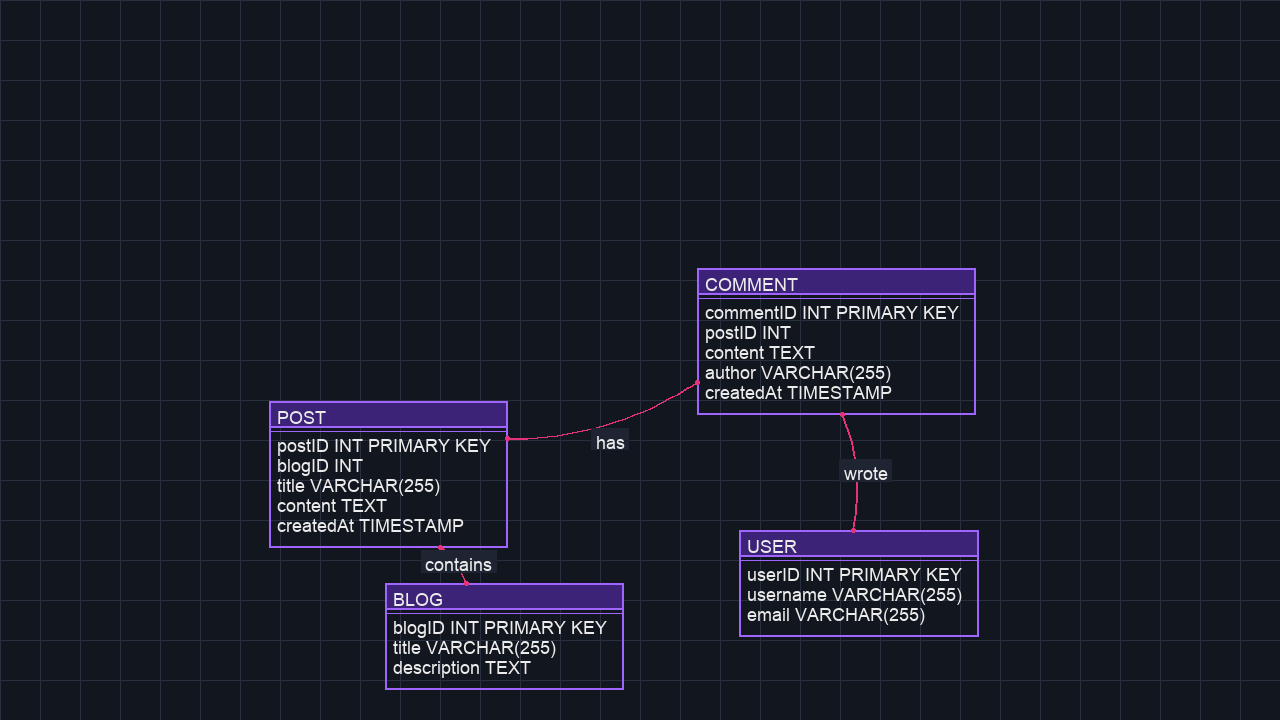 COMMENT
commentID INT PRIMARY KEY
postID INT
content TEXT
author VARCHAR(255)
createdAt TIMESTAMP
POST
postID INT PRIMARY KEY
blogID INT
title VARCHAR(255)
content TEXT
createdAt TIMESTAMP
has
wrote
contains
USER
userID INT PRIMARY KEY
username VARCHAR(255)
email VARCHAR(255)
BLOG
blogID INT PRIMARY KEY
title VARCHAR(255)
description TEXT